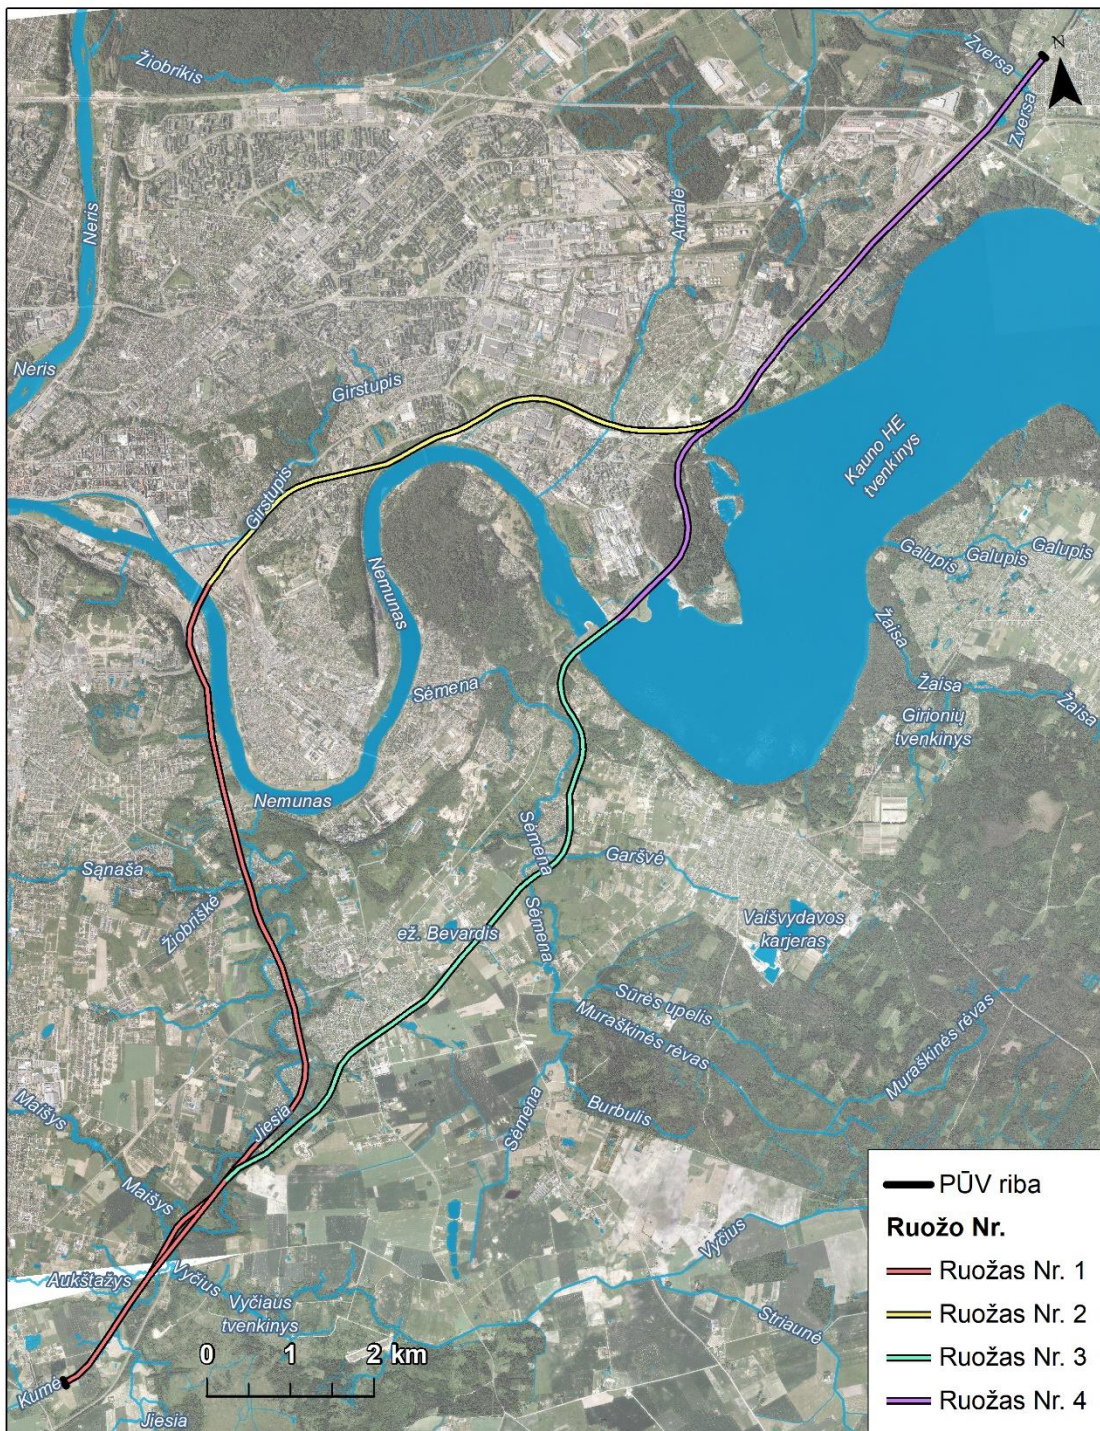 Žiobrikis
Zversa
N
Zversa
Neris
Amalė
Neris
Girstupis
Kauno HE
tvenkinys
Girstupis
Galupis
Galupis
Galupis
Nemunas
Žaisa
Sėmena
Žaisa
Žaisa
Girionių
tvenkinys
Nemunas
Sėmena
Garšvė
Sąnaša
Žiobriškė
Sėmena
Vaišvydavos
karjeras
ež. Bevardis
Sūrės upelis
Muraškinės rėvas
Muraškinės rėvas
Maišys
Jiesia
Sėmena
Burbulis
Maišys
Vyčius
Aukštažys
Vyčius
Vyčiaus
tvenkinys
Striaunė
0 1 2 km
Kumė
Jiesia
PŪV riba
Ruožo Nr.
Ruožas Nr. 1
Ruožas Nr. 2
Ruožas Nr. 3
Ruožas Nr. 4